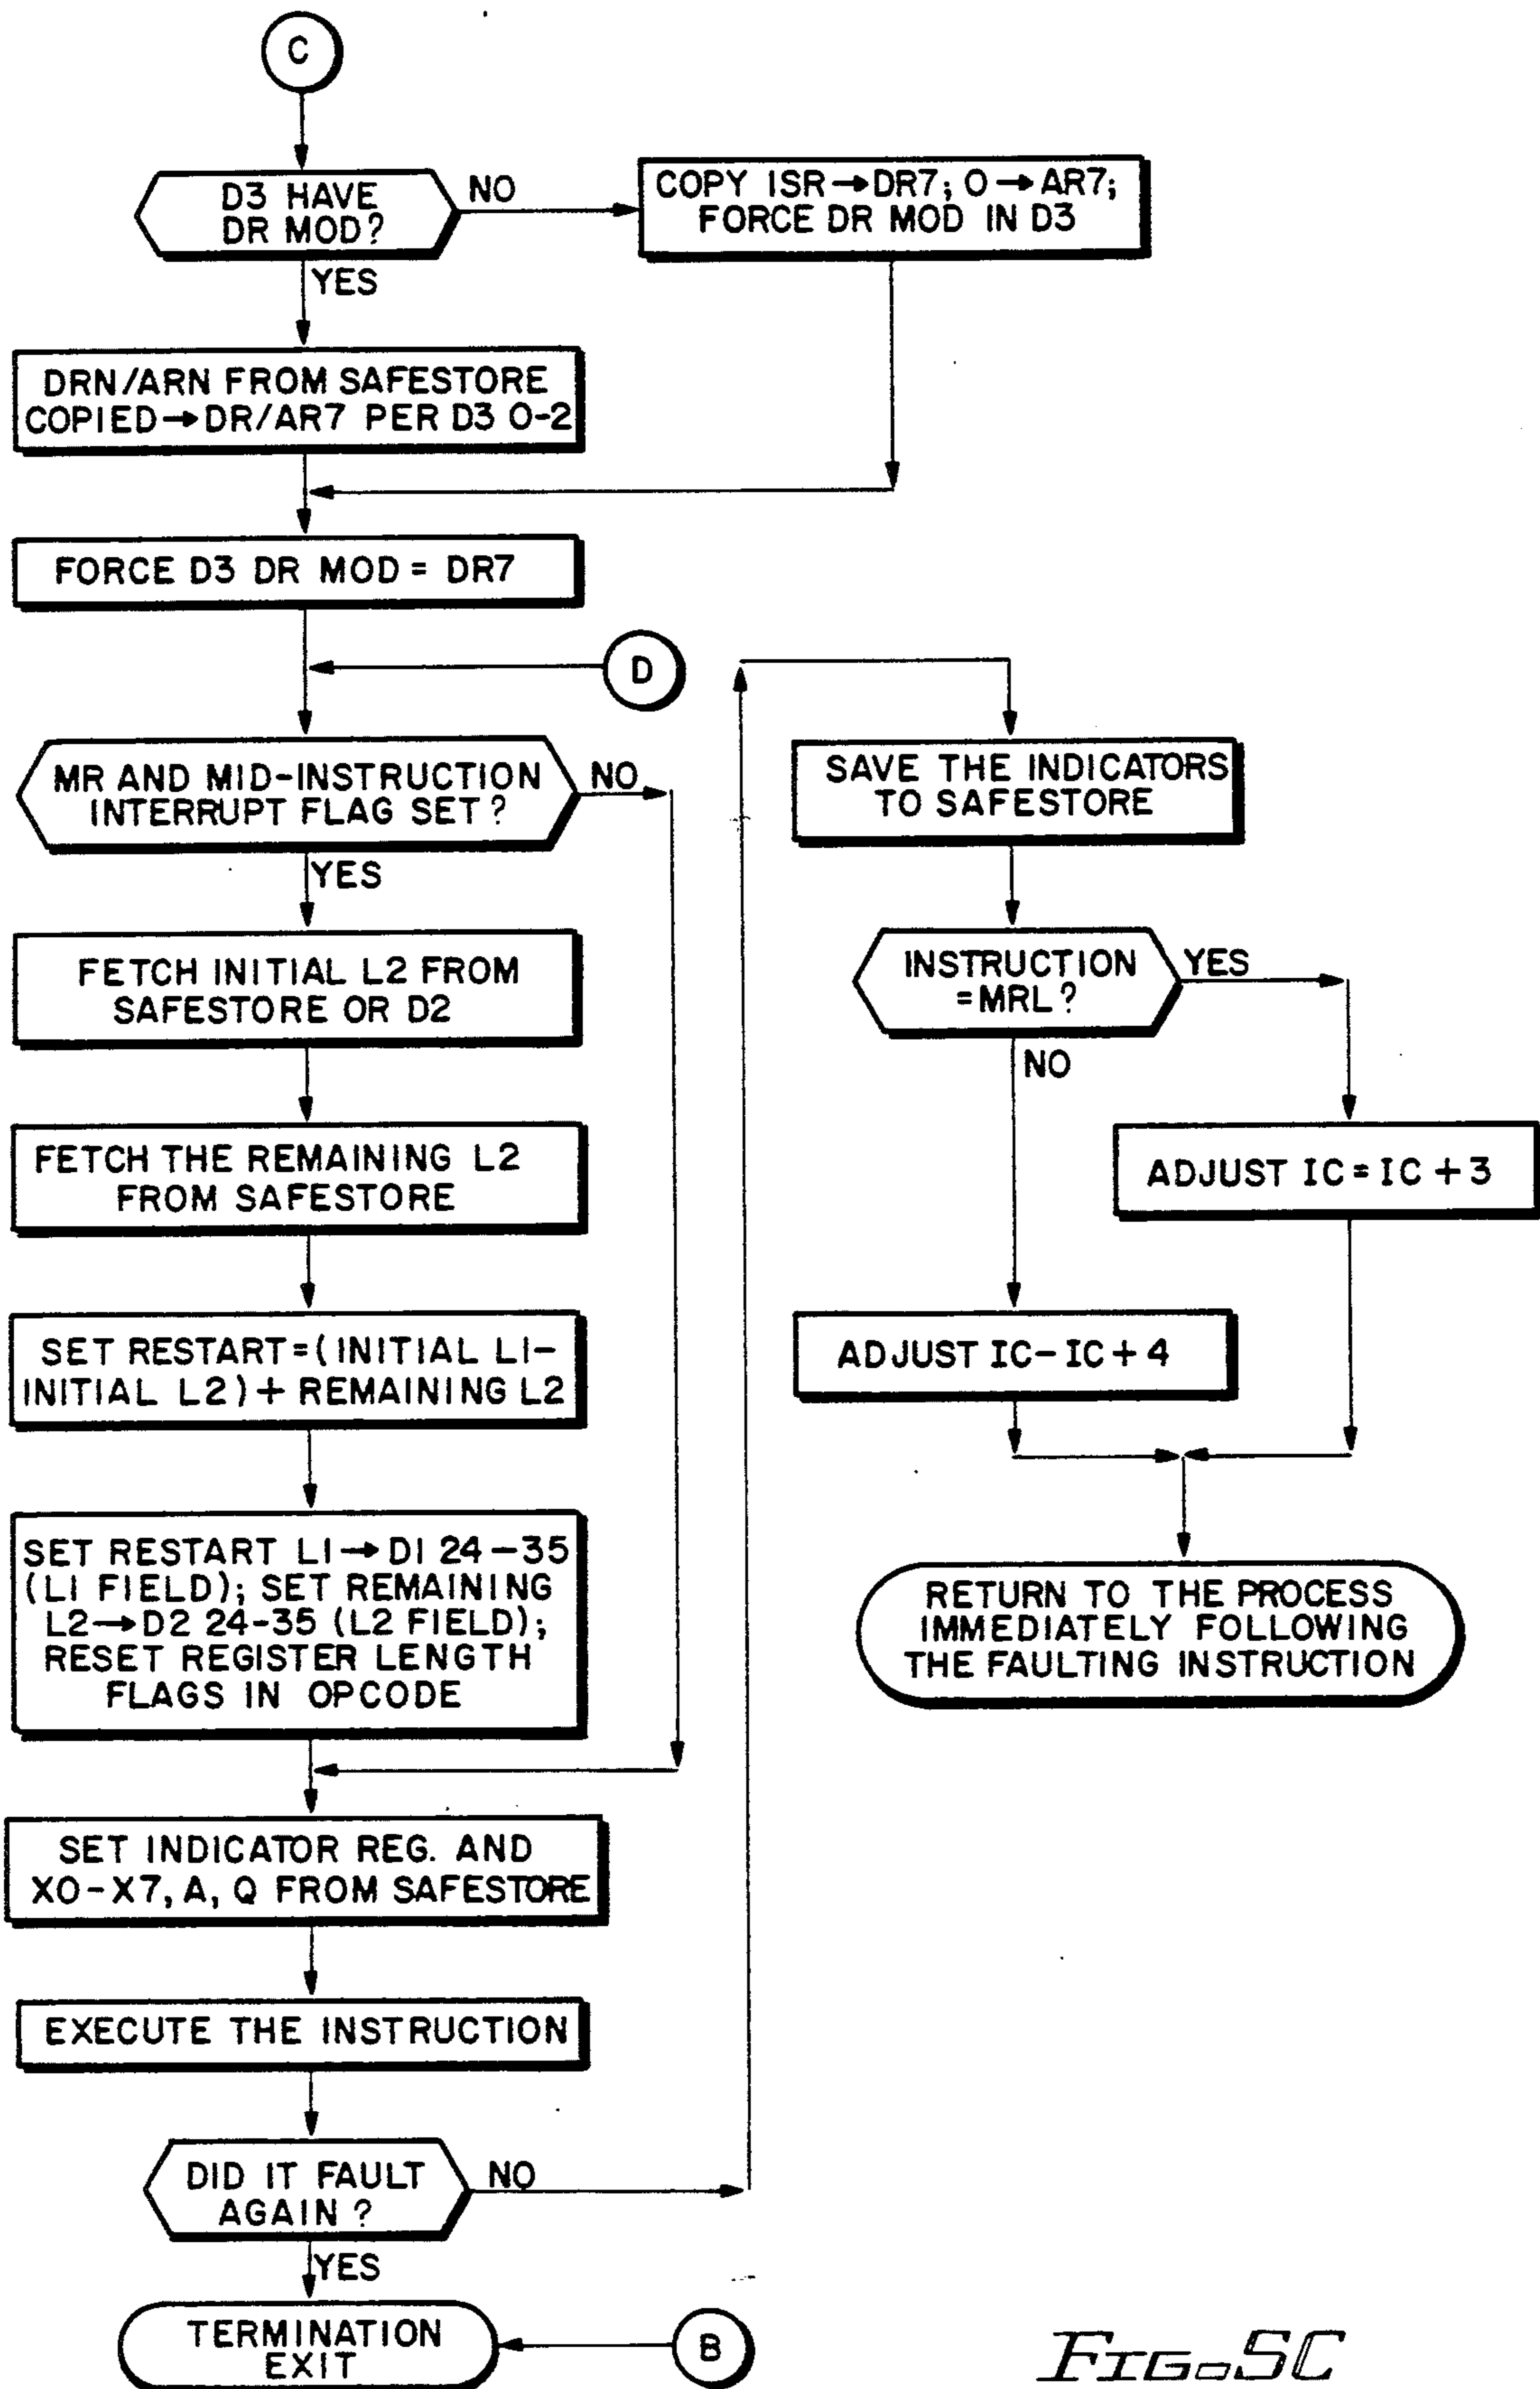 C
D3 HAVE
DR MOD?
NO
COPY ISR→DR7; O→AR7;
FORCE DR MOD IN D3
YES
DRN/ARN FROM SAFESTORE
COPIED→DR/AR7 PER D3 0-2
FORCE D3 DR MOD = DR7
D
MR AND MID-INSTRUCTION
INTERRUPT FLAG SET?
NO
YES
FETCH INITIAL L2 FROM
SAFESTORE OR D2
FETCH THE REMAINING L2
FROM SAFESTORE
SET RESTART=(INITIAL L1-
INITIAL L2)+ REMAINING L2
SET RESTART L1→D1 24-35
(L1 FIELD); SET REMAINING
L2→D2 24-35 (L2 FIELD);
RESET REGISTER LENGTH
FLAGS IN OPCODE
SET INDICATOR REG. AND
X0-X7, A, Q FROM SAFESTORE
EXECUTE THE INSTRUCTION
DID IT FAULT
AGAIN?
NO
YES
TERMINATION
EXIT
B
SAVE THE INDICATORS
TO SAFESTORE
INSTRUCTION
=MRL?
YES
NO
ADJUST IC=IC+3
ADJUST IC-IC+4
RETURN TO THE PROCESS
IMMEDIATELY FOLLOWING
THE FAULTING INSTRUCTION
FIG. 5C